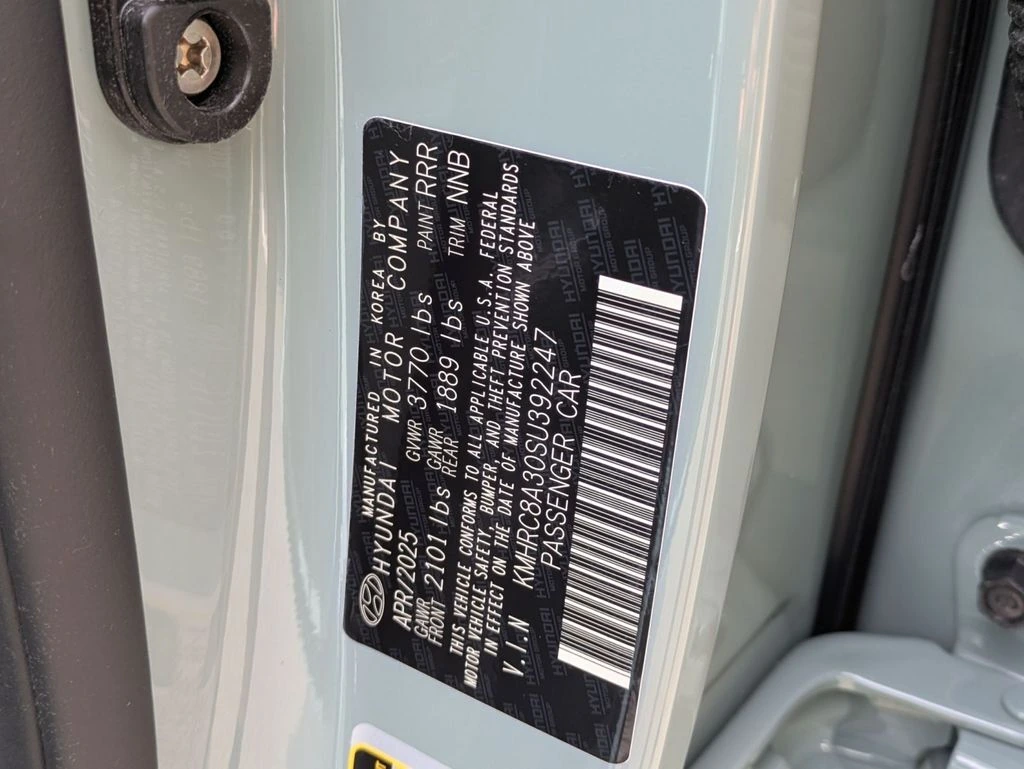 MANUFACTURED IN KOREA BY
HYUNDAI MOTOR COMPANY
APR/2025 GVWR 3770 lbs PAINT RRR
GAWR FRONT 2101 lbs GAWR REAR 1889 lbs TRIM NNB
THIS VEHICLE CONFORMS TO ALL APPLICABLE U.S.A. FEDERAL
MOTOR VEHICLE SAFETY, BUMPER, AND THEFT PREVENTION STANDARDS
IN EFFECT ON THE DATE OF MANUFACTURE SHOWN ABOVE
V.I.N KMHRC8A30SU392247
PASSENGER CAR